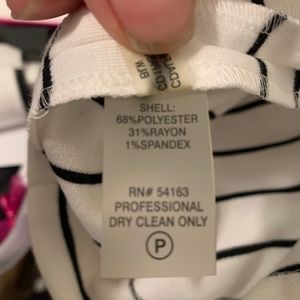 SHELL:
68%POLYESTER
31%RAYON
1%SPANDEX
RN# 54163
PROFESSIONAL
DRY CLEAN ONLY
P